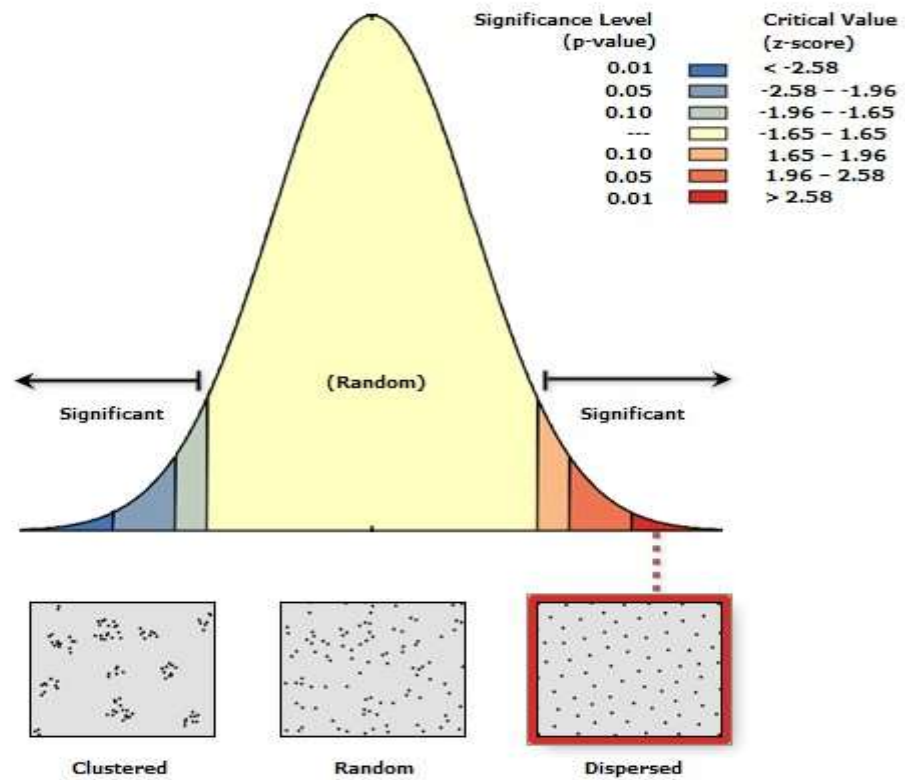 Significance Level Critical Value
(p-value) (z-score)
0.01 < -2.58
0.05 -2.58 – -1.96
0.10 -1.96 – -1.65
--- -1.65 – 1.65
0.10 1.65 – 1.96
0.05 1.96 – 2.58
0.01 > 2.58
(Random)
Significant Significant
Clustered Random Dispersed